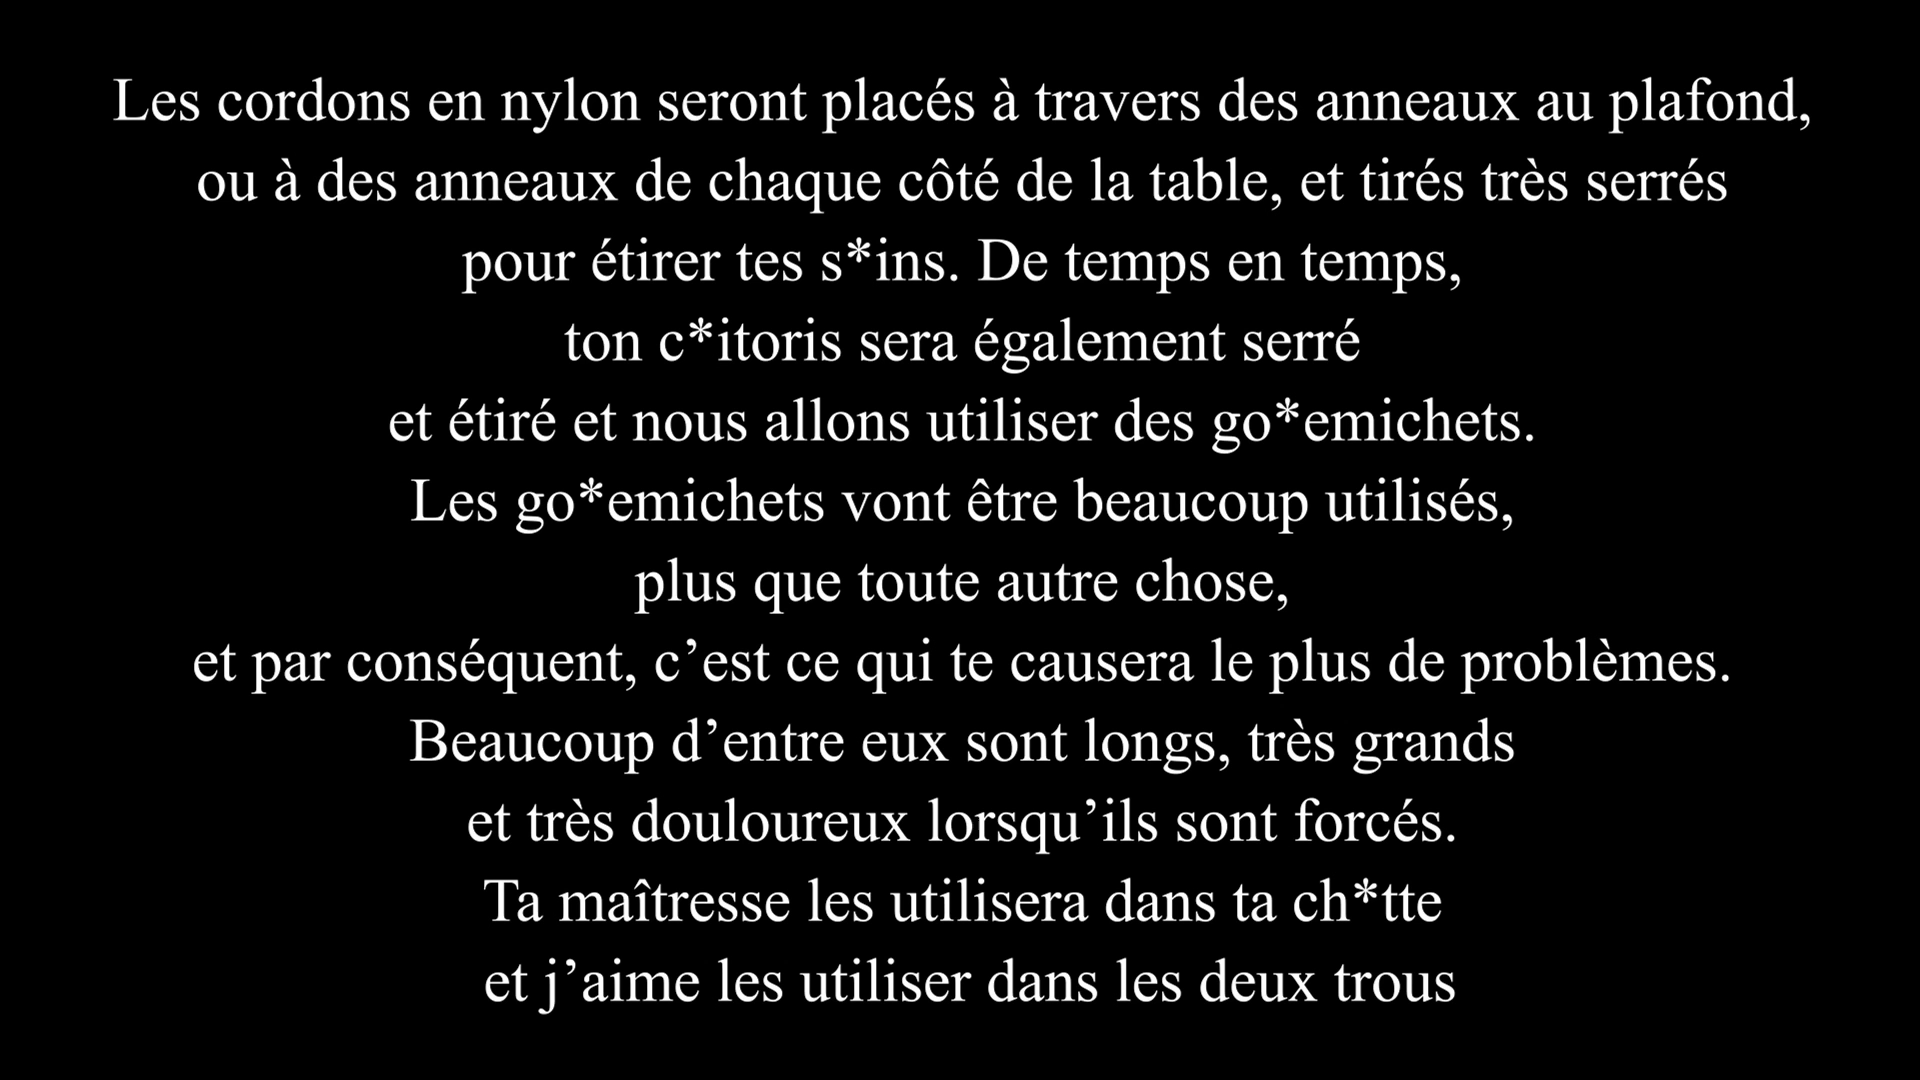 Les cordons en nylon seront placés à travers des anneaux au plafond,
ou à des anneaux de chaque côté de la table, et tirés très serrés
pour étirer tes s*ins. De temps en temps,
ton c*itoris sera également serré
et étiré et nous allons utiliser des go*emichets.
Les go*emichets vont être beaucoup utilisés,
plus que toute autre chose,
et par conséquent, c’est ce qui te causera le plus de problèmes.
Beaucoup d’entre eux sont longs, très grands
et très douloureux lorsqu’ils sont forcés.
Ta maîtresse les utilisera dans ta ch*tte
et j’aime les utiliser dans les deux trous